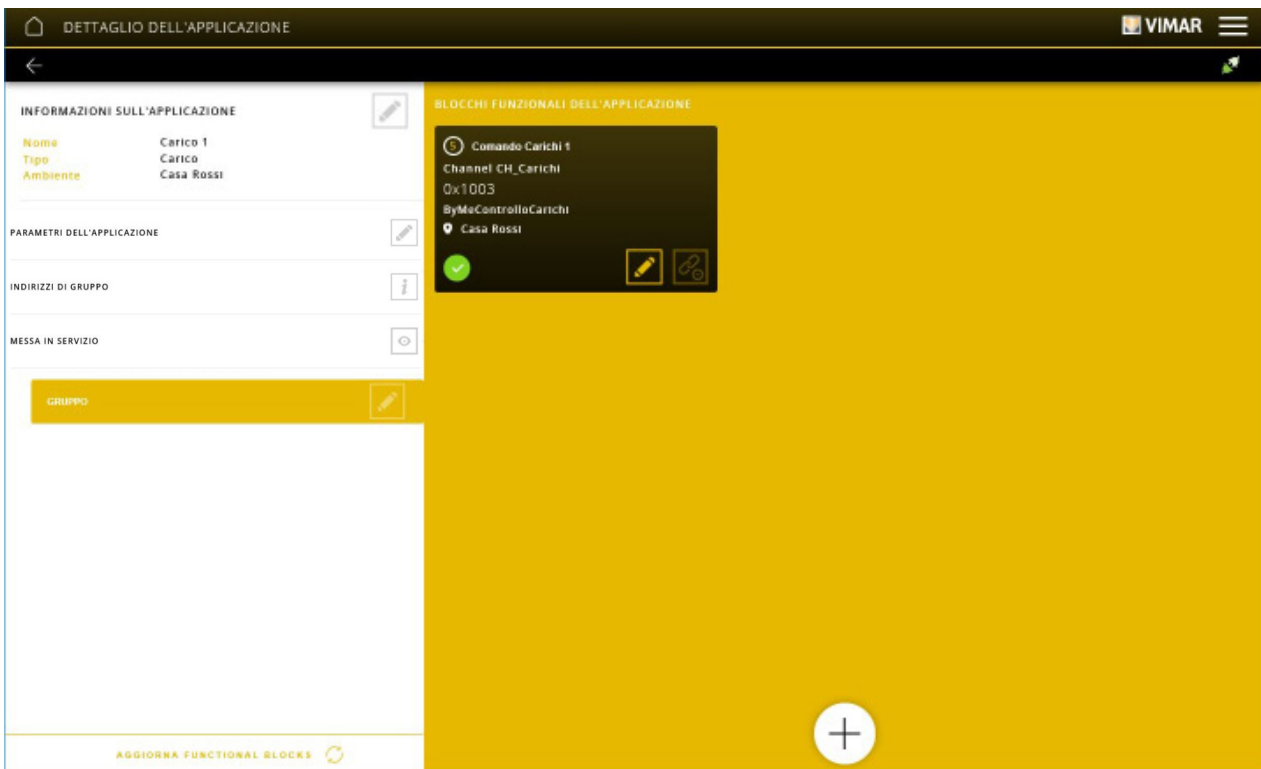 DETTAGLIO DELL'APPLICAZIONE
VIMAR
INFORMAZIONI SULL'APPLICAZIONE
Nome Carico 1
Tipo Carico
Ambiente Casa Rossi
PARAMETRI DELL'APPLICAZIONE
INDIRIZZI DI GRUPPO
MESSA IN SERVIZIO
GRUPPO
AGGIORNA FUNCTIONAL BLOCKS
BLOCCHI FUNZIONALI DELL'APPLICAZIONE
5 Comando Carichi 1
Channel CH_Carichi
0x1003
ByMeControlloCarichi
Casa Rossi